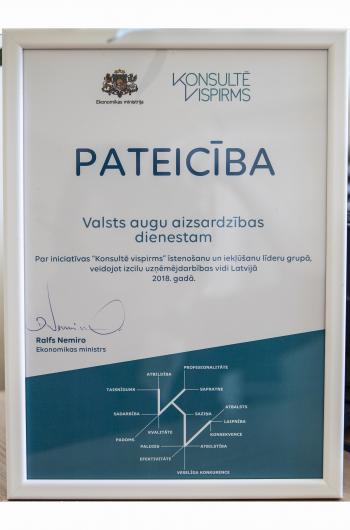 Ekonomikas ministrija
KONSULTĒ
VISPIRMS
PATEICĪBA
Valsts augu aizsardzības
dienestam
Par iniciatīvas "Konsultē vispirms" īstenošanu un iekļūšanu līderu grupā,
veidojot izcilu uzņēmējdarbības vidi Latvijā
2018. gadā.
Ralfs Nemiro
Ekonomikas ministrs
PROFESIONALITĀTE
ATBILDĪBA
TAISNĪGUMS
SAPRATNE
ATBALSTS
SADARBĪBA
SAZIŅA
LAIPNĪBA
KVALITĀTE
KONSEKVENCE
PADOMS
PALDIES
ATBILSTĪBA
EFEKTIVITĀTE
VESELĪGA KONKURENCE